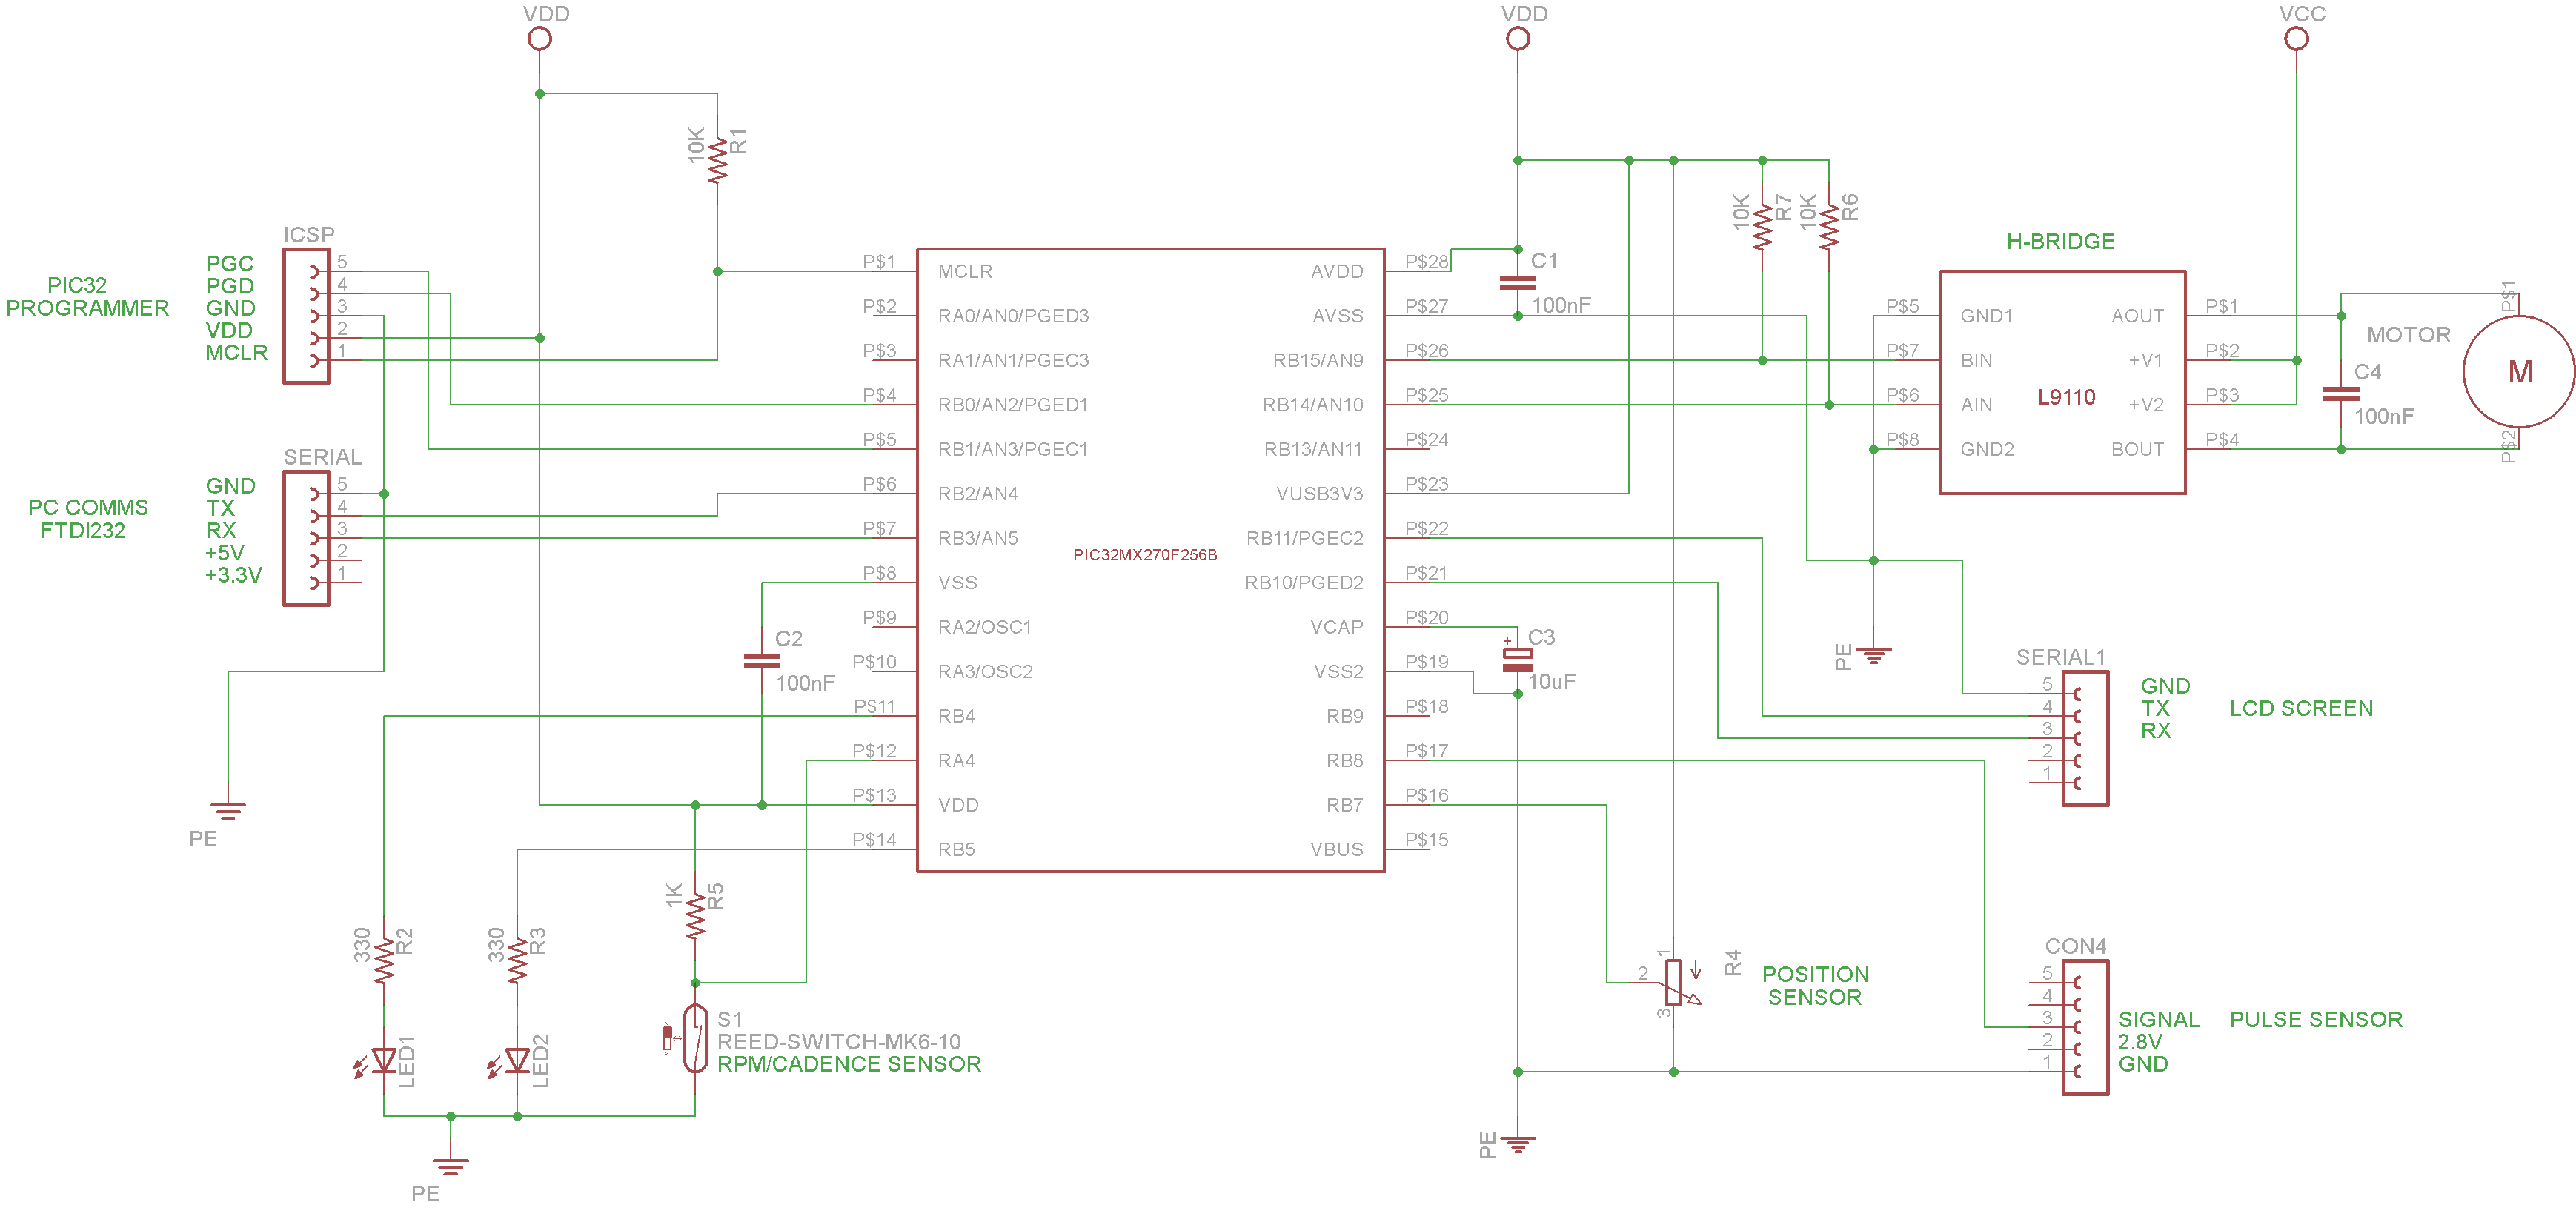 VDD
VDD
VCC
10K
R1
10K
R7
10K
R6
ICSP
PGC
PGD
GND
VDD
MCLR
5
4
3
2
1
PIC32
PROGRAMMER
SERIAL
GND
TX
RX
+5V
+3.3V
5
4
3
2
1
PC COMMS
FTDI232
PE
P$1
P$2
P$3
P$4
P$5
P$6
P$7
P$8
P$9
P$10
P$11
P$12
P$13
P$14
MCLR
RA0/AN0/PGED3
RA1/AN1/PGEC3
RB0/AN2/PGED1
RB1/AN3/PGEC1
RB2/AN4
RB3/AN5
VSS
RA2/OSC1
RA3/OSC2
RB4
RA4
VDD
RB5
PIC32MX270F256B
AVDD
AVSS
RB15/AN9
RB14/AN10
RB13/AN11
VUSB3V3
RB11/PGEC2
RB10/PGED2
VCAP
VSS2
RB9
RB8
RB7
VBUS
P$28
P$27
P$26
P$25
P$24
P$23
P$22
P$21
P$20
P$19
P$18
P$17
P$16
P$15
C1
100nF
C2
100nF
C3
+
10uF
H-BRIDGE
P$5
P$7
P$6
P$8
GND1
BIN
AIN
GND2
L9110
AOUT
+V1
+V2
BOUT
P$1
P$2
P$3
P$4
C4
100nF
MOTOR
M
P$1
P$2
PE
SERIAL1
5
4
3
2
1
GND
TX
RX
LCD SCREEN
330
R2
330
R3
1K
R5
LED1
LED2
S1
REED-SWITCH-MK6-10
RPM/CADENCE SENSOR
PE
1
2
3
R4
POSITION
SENSOR
CON4
5
4
3
2
1
SIGNAL
2.8V
GND
PULSE SENSOR
PE